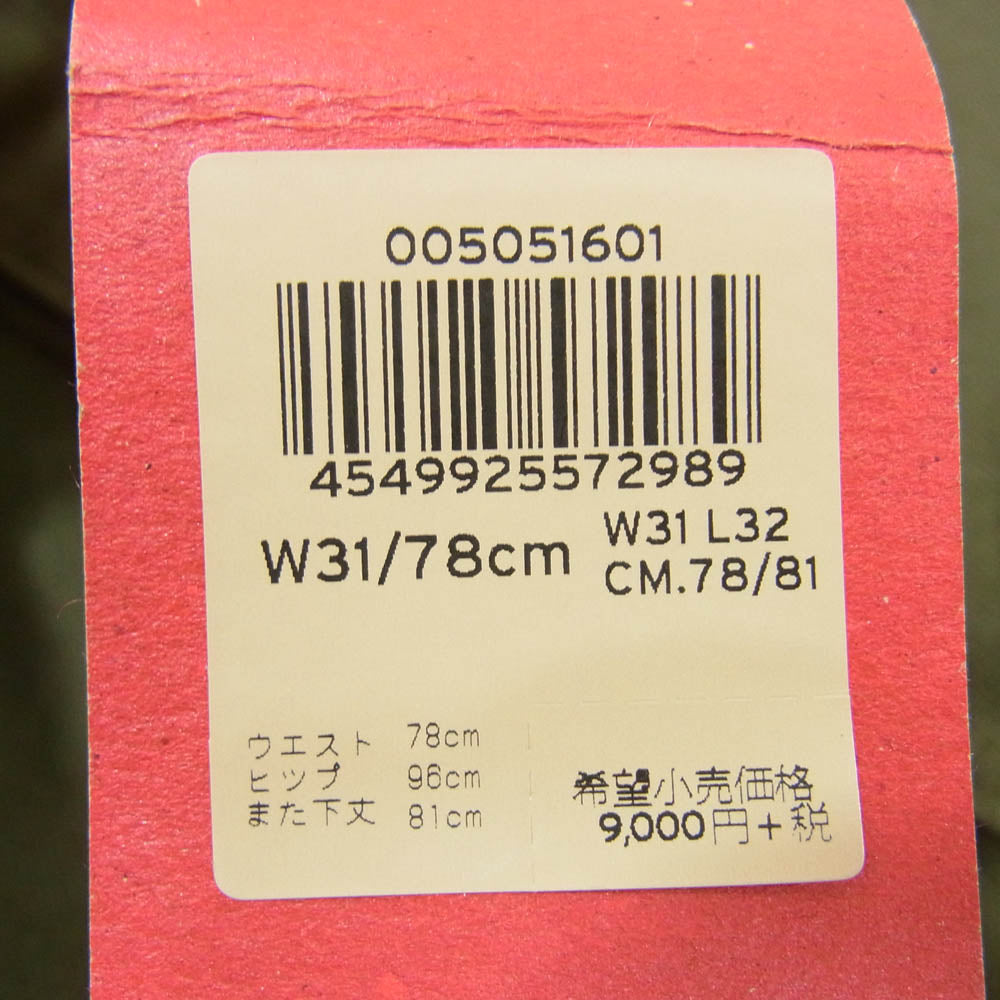 005051601
4549925572989
W31/78cm
W31 L32
CM.78/81
ウエスト 78cm
ヒップ 96cm
また下丈 81cm
希望小売価格
9,000円+税